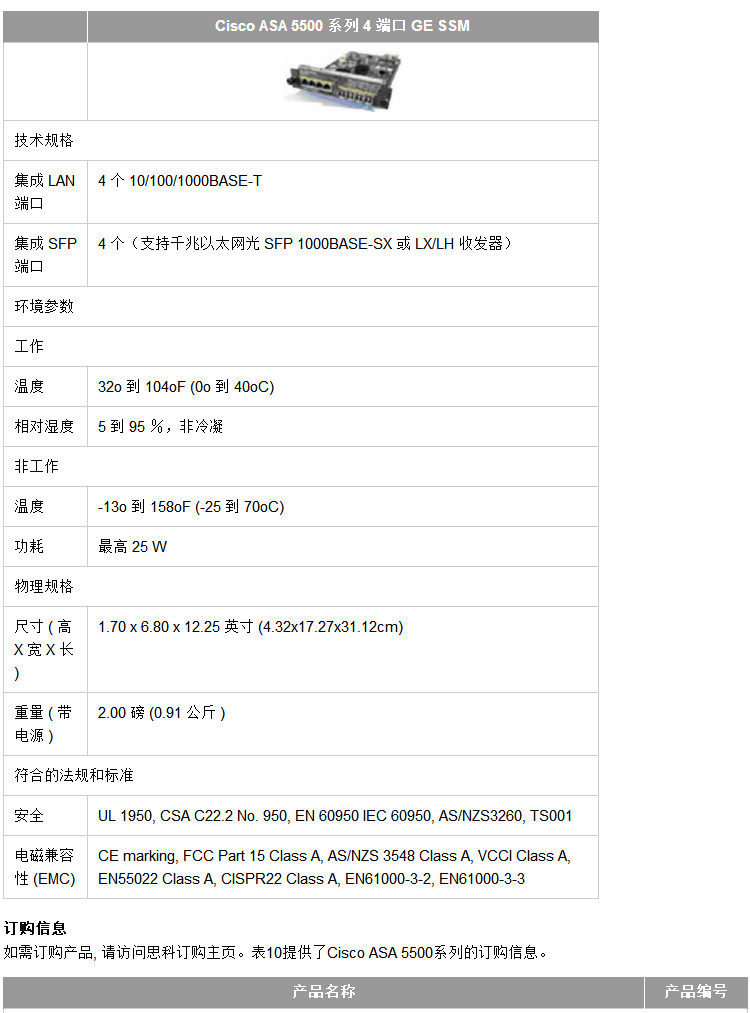 Cisco ASA 5500 系列 4 端口 GE SSM
技术规格
集成 LAN
端口
4 个 10/100/1000BASE-T
集成 SFP
端口
4 个（支持千兆以太网光 SFP 1000BASE-SX 或 LX/LH 收发器）
环境参数
工作
温度
32o 到 104oF (0o 到 40oC)
相对湿度
5 到 95 %，非冷凝
非工作
温度
-13o 到 158oF (-25 到 70oC)
功耗
最高 25 W
物理规格
尺寸 ( 高
X 宽 X 长
)
1.70 x 6.80 x 12.25 英寸 (4.32x17.27x31.12cm)
重量 ( 带
电源 )
2.00 磅 (0.91 公斤 )
符合的法规和标准
安全
UL 1950, CSA C22.2 No. 950, EN 60950 IEC 60950, AS/NZS3260, TS001
电磁兼容
性 (EMC)
CE marking, FCC Part 15 Class A, AS/NZS 3548 Class A, VCCI Class A,
EN55022 Class A, CISPR22 Class A, EN61000-3-2, EN61000-3-3
订购信息
如需订购产品, 请访问思科订购主页。表10提供了Cisco ASA 5500系列的订购信息。
产品名称
产品编号